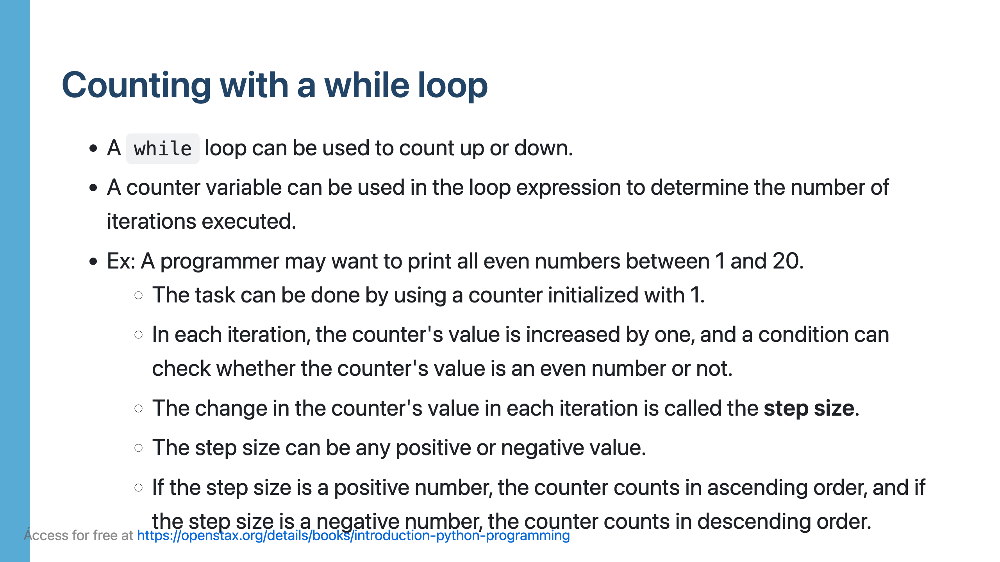 Counting with a while loop
• A while loop can be used to count up or down.
• A counter variable can be used in the loop expression to determine the number of
iterations executed.
• Ex: A programmer may want to print all even numbers between 1 and 20.
○ The task can be done by using a counter initialized with 1.
○ In each iteration, the counter's value is increased by one, and a condition can
check whether the counter's value is an even number or not.
○ The change in the counter's value in each iteration is called the step size.
○ The step size can be any positive or negative value.
○ If the step size is a positive number, the counter counts in ascending order, and if
the step size is a negative number, the counter counts in descending order.
Áccess for free at https://openstax.org/details/books/introduction-python-programming